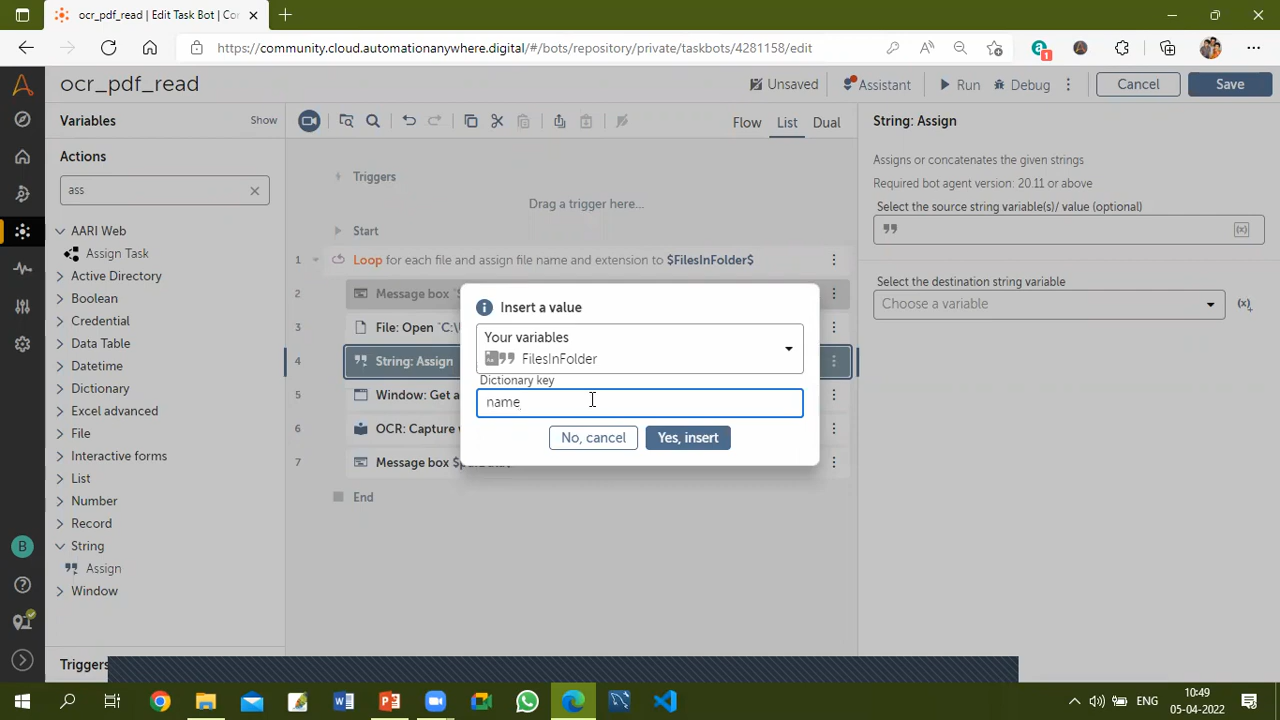 ocr_pdf_read | Edit Task Bot | Co
https://community.cloud.automationanywhere.digital/#/bots/repository/private/taskbots/4281158/edit
1
ocr_pdf_read
Unsaved
Assistant
Run
Debug
Cancel
Save
Variables
Show
Flow
List
Dual
Actions
ass
AARI Web
Assign Task
Active Directory
Boolean
Credential
Data Table
Datetime
Dictionary
Excel advanced
File
Interactive forms
List
Number
Record
String
Assign
Window
Triggers
Triggers
Drag a trigger here...
Start
1 Loop for each file and assign file name and extension to $FilesInFolder$
2 Message box
3 File: Open
4 String: Assign
5 Window: Get a
6 OCR: Capture
7 Message box
End
Insert a value
Your variables
FilesInFolder
Dictionary key
name
No, cancel
Yes, insert
String: Assign
Assigns or concatenates the given strings
Required bot agent version: 20.11 or above
Select the source string variable(s)/ value (optional)
(x)
Select the destination string variable
Choose a variable
(x)
B
ENG
10:49
05-04-2022